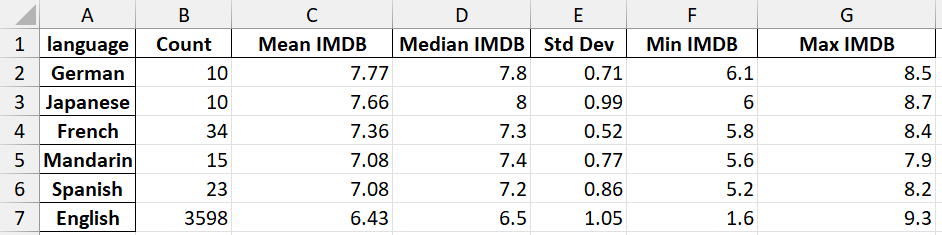 A B C D E F G
1 language Count Mean IMDB Median IMDB Std Dev Min IMDB Max IMDB
2 German 10 7.77 7.8 0.71 6.1 8.5
3 Japanese 10 7.66 8 0.99 6 8.7
4 French 34 7.36 7.3 0.52 5.8 8.4
5 Mandarin 15 7.08 7.4 0.77 5.6 7.9
6 Spanish 23 7.08 7.2 0.86 5.2 8.2
7 English 3598 6.43 6.5 1.05 1.6 9.3